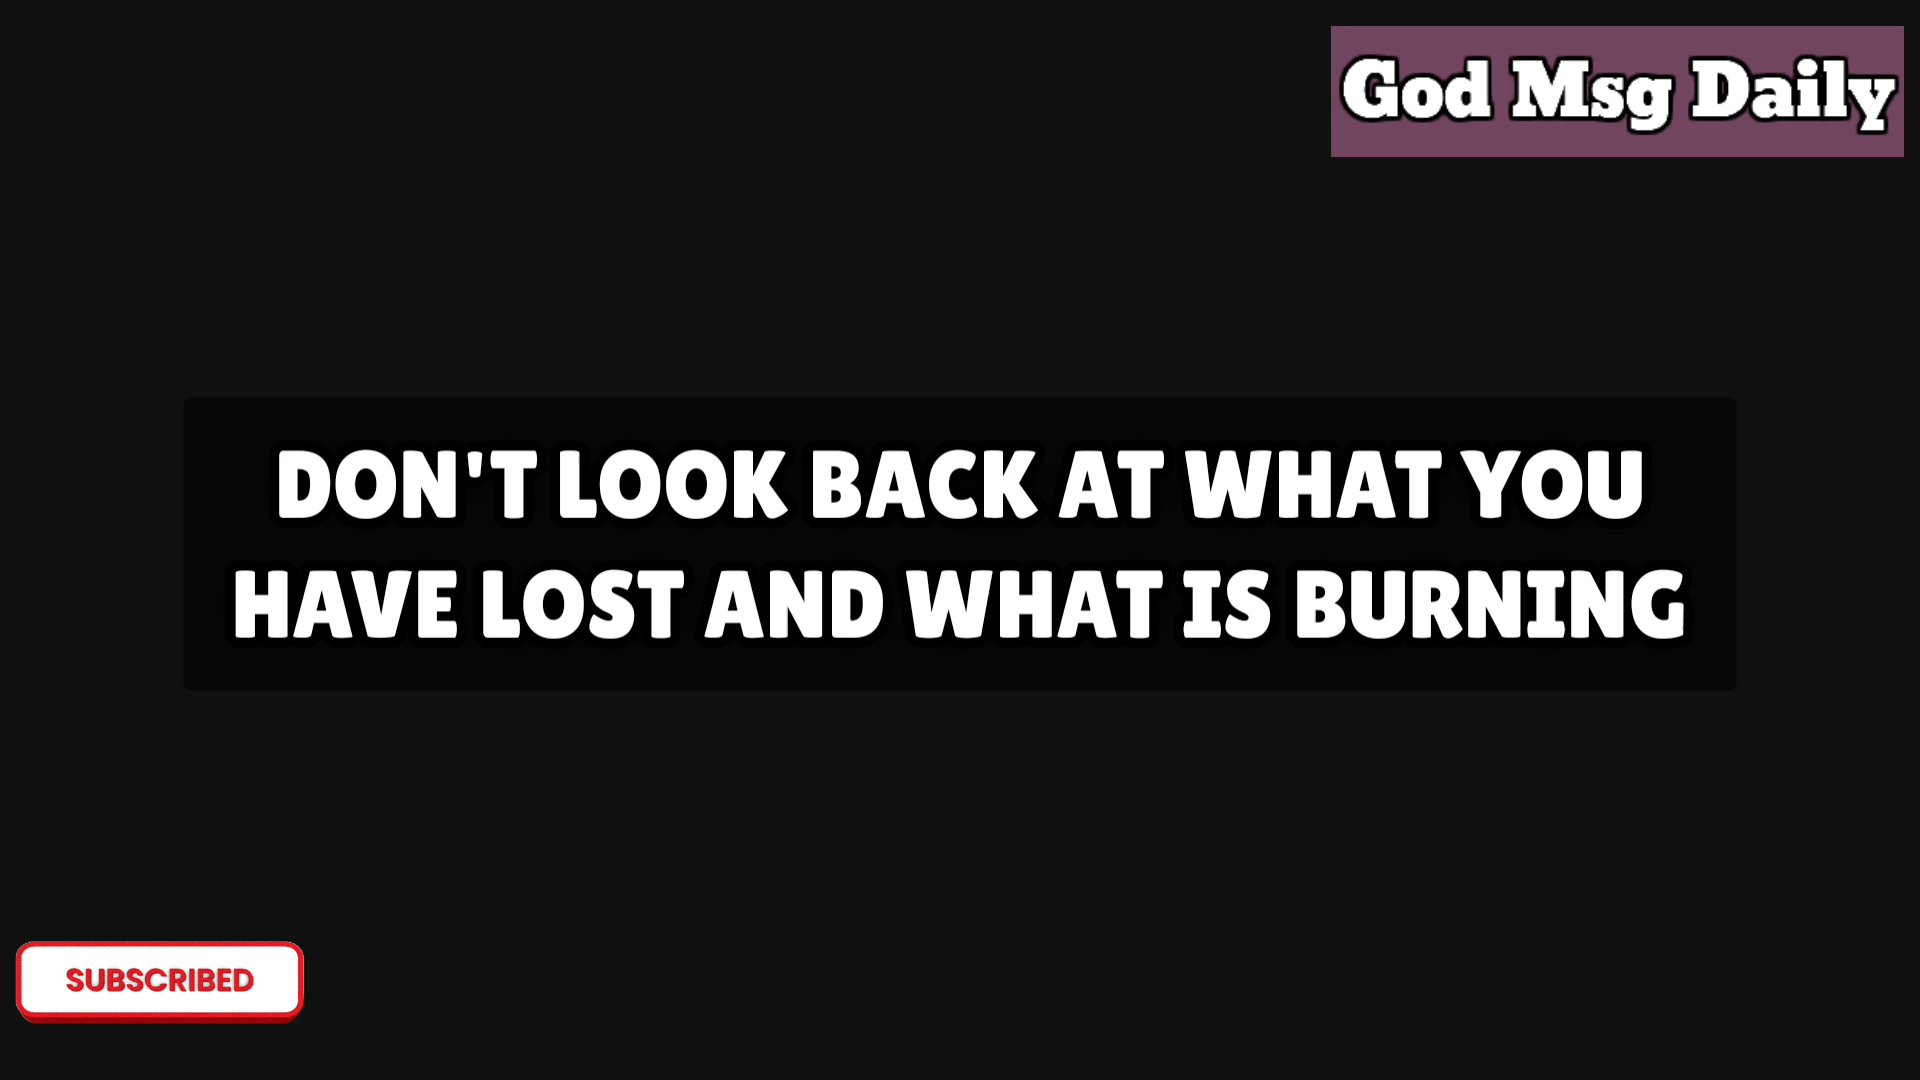 God Msg Daily
DON'T LOOK BACK AT WHAT YOU
HAVE LOST AND WHAT IS BURNING
SUBSCRIBED